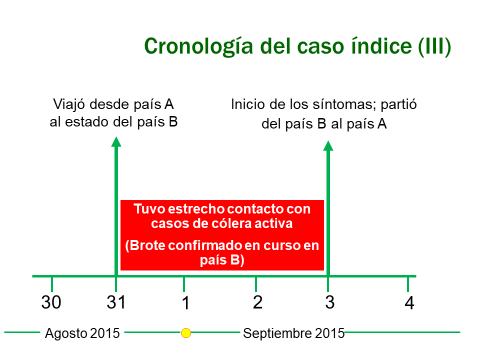 Cronología del caso índice (III)
Viajó desde país A
al estado del país B
Inicio de los síntomas; partió
del país B al país A
Tuvo estrecho contacto con
casos de cólera activa
(Brote confirmado en curso en
país B)
30 31 1 2 3 4
Agosto 2015 Septiembre 2015